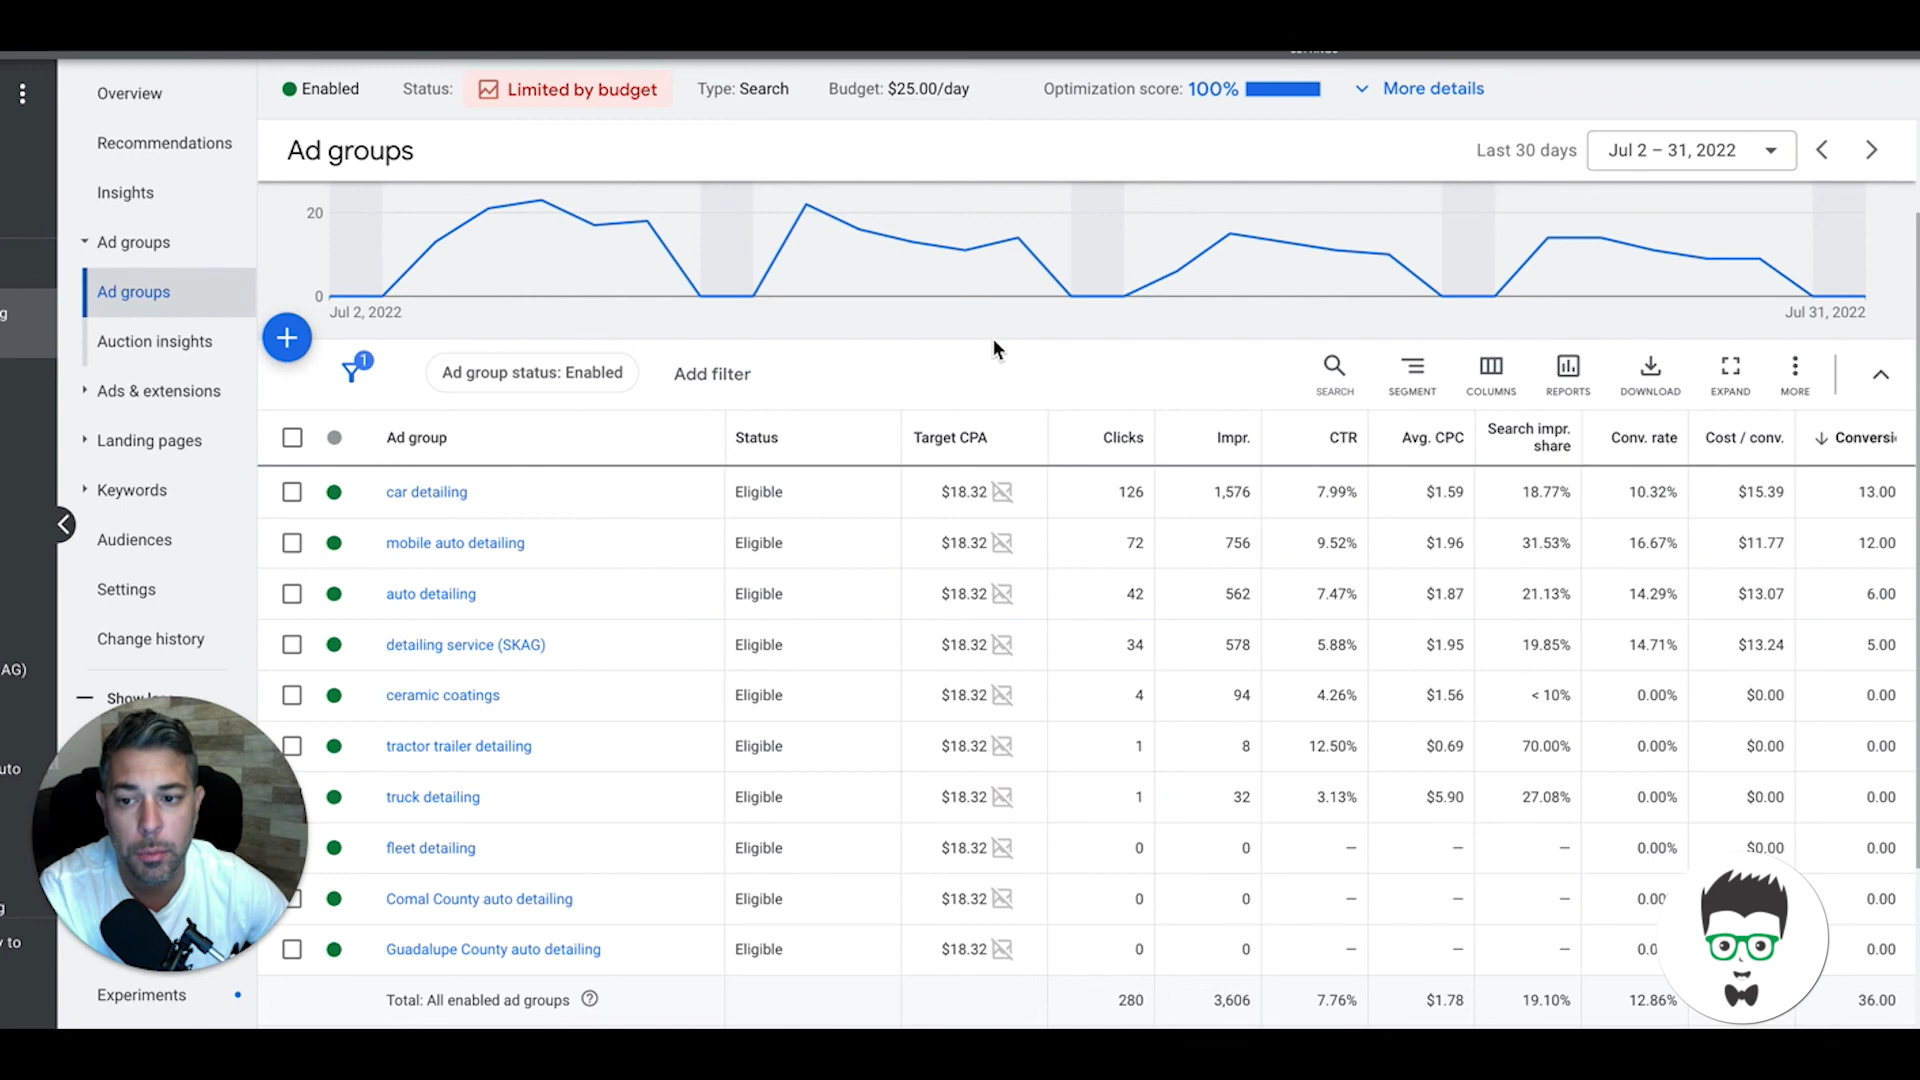 Enabled Status: Limited by budget Type: Search Budget: $25.00/day Optimization score: 100% More details
Overview
Recommendations
Insights
Ad groups
Ad groups
Auction insights
Ads & extensions
Landing pages
Keywords
Audiences
Settings
Change history
Experiments
g
AG)
uto
g
y to
Ad groups Last 30 days Jul 2 – 31, 2022
20
0
Jul 2, 2022 Jul 31, 2022
1
Ad group status: Enabled Add filter
SEARCH SEGMENT COLUMNS REPORTS DOWNLOAD EXPAND MORE
Ad group Status Target CPA Clicks Impr. CTR Avg. CPC Search impr. share Conv. rate Cost / conv. Conversi
car detailing Eligible $18.32 126 1,576 7.99% $1.59 18.77% 10.32% $15.39 13.00
mobile auto detailing Eligible $18.32 72 756 9.52% $1.96 31.53% 16.67% $11.77 12.00
auto detailing Eligible $18.32 42 562 7.47% $1.87 21.13% 14.29% $13.07 6.00
detailing service (SKAG) Eligible $18.32 34 578 5.88% $1.95 19.85% 14.71% $13.24 5.00
ceramic coatings Eligible $18.32 4 94 4.26% $1.56 < 10% 0.00% $0.00 0.00
tractor trailer detailing Eligible $18.32 1 8 12.50% $0.69 70.00% 0.00% $0.00 0.00
truck detailing Eligible $18.32 1 32 3.13% $5.90 27.08% 0.00% $0.00 0.00
fleet detailing Eligible $18.32 0 0 – – – 0.00% $0.00 0.00
Comal County auto detailing Eligible $18.32 0 0 – – – 0.00 0.00
Guadalupe County auto detailing Eligible $18.32 0 0 – – – 0.0 0.00
Total: All enabled ad groups 280 3,606 7.76% $1.78 19.10% 12.86% 36.00